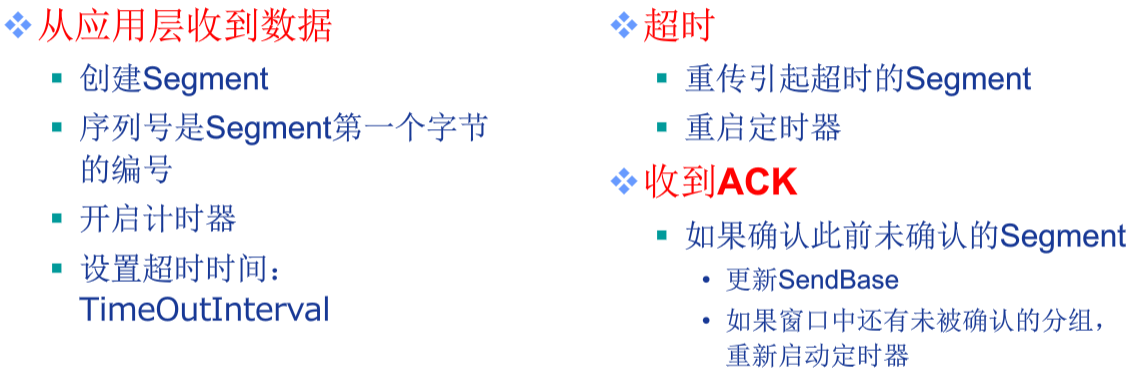 从应用层收到数据
创建Segment
序列号是Segment第一个字节
的编号
开启计时器
设置超时时间：
TimeOutInterval
超时
重传引起超时的Segment
重启定时器
收到ACK
如果确认此前未确认的Segment
更新SendBase
如果窗口中还有未被确认的分组，
重新启动定时器